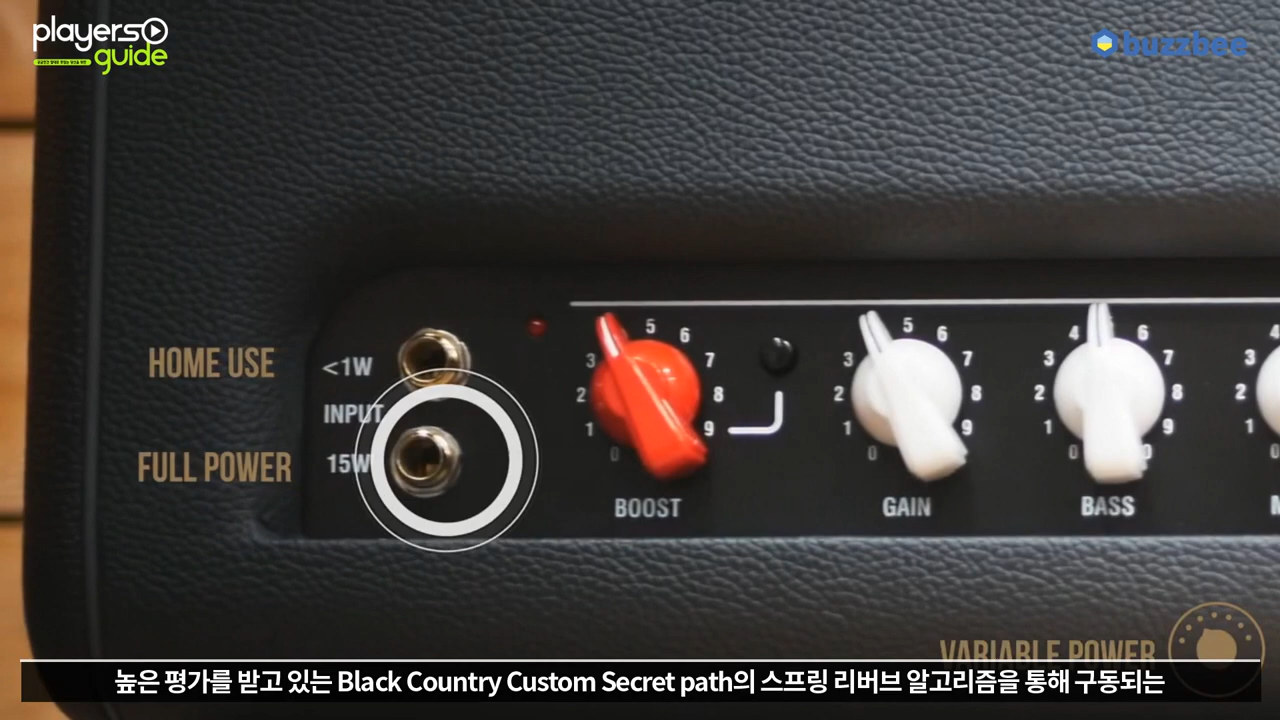 players
guide
buzzbee
HOME USE
<1W
INPUT
FULL POWER
15W
1 2 3 5 6 7 8 9 0
BOOST
1 2 3 5 6 7 8 9 0
GAIN
1 2 3 4 6 7 8 9 0
BASS
1 2 3 4
VARIABLE POWER
높은 평가를 받고 있는 Black Country Custom Secret path의 스프링 리버브 알고리즘을 통해 구동되는